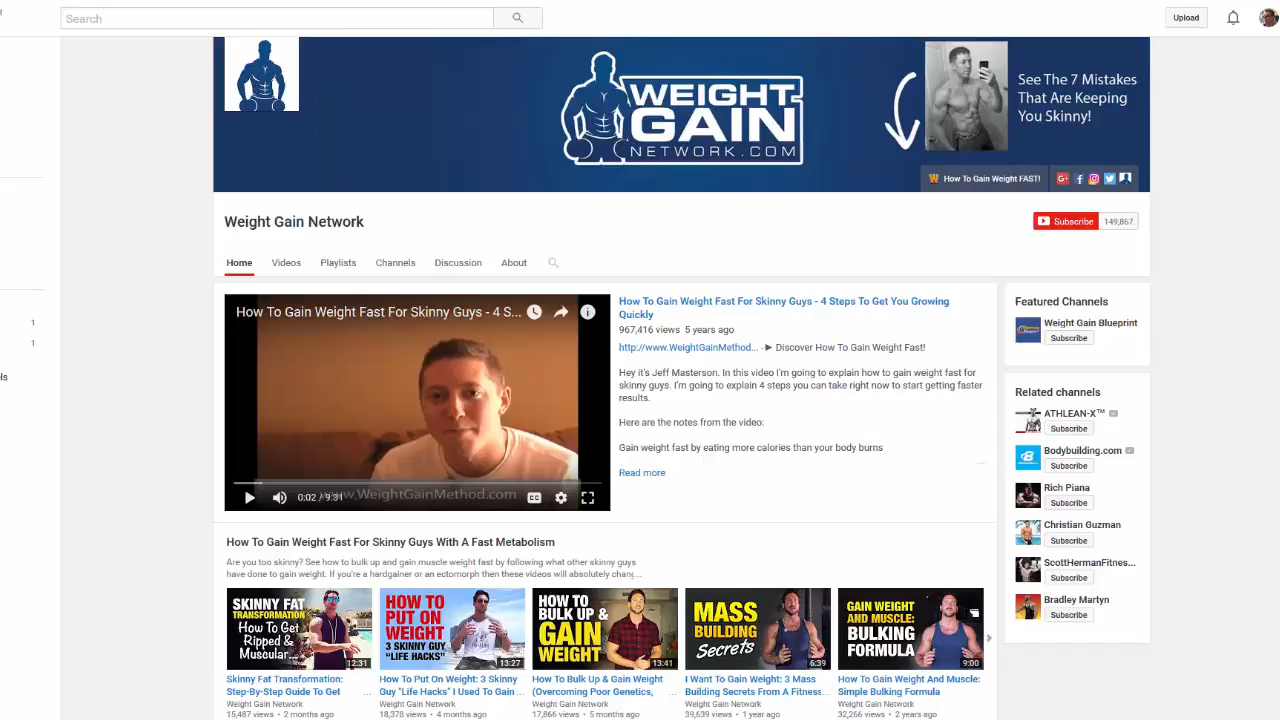 Search
Upload
WEIGHT
GAIN
NETWORK.COM
See The 7 Mistakes
That Are Keeping
You Skinny!
How To Gain Weight FAST!
Weight Gain Network
Subscribe 149,867
Home Videos Playlists Channels Discussion About
How To Gain Weight Fast For Skinny Guys - 4 S...
0:02 / 9:31
www.WeightGainMethod.com
How To Gain Weight Fast For Skinny Guys - 4 Steps To Get You Growing
Quickly
967,416 views 5 years ago
http://www.WeightGainMethod... -► Discover How To Gain Weight Fast!
Hey it's Jeff Masterson. In this video I'm going to explain how to gain weight fast for
skinny guys. I'm going to explain 4 steps you can take right now to start getting faster
results.
Here are the notes from the video:
Gain weight fast by eating more calories than your body burns
...
Read more
Featured Channels
Weight Gain Blueprint
Subscribe
Related channels
ATHLEAN-X™
Subscribe
Bodybuilding.com
Subscribe
Rich Piana
Subscribe
Christian Guzman
Subscribe
ScottHermanFitnes...
Subscribe
Bradley Martyn
Subscribe
1
1
ls
How To Gain Weight Fast For Skinny Guys With A Fast Metabolism
Are you too skinny? See how to bulk up and gain muscle weight fast by following what other skinny guys
have done to gain weight. If you're a hardgainer or an ectomorph then these videos will absolutely chang...
SKINNY FAT
TRANSFORMATION:
How To Get
Ripped &
Muscular...
12:31
Skinny Fat Transformation:
Step-By-Step Guide To Get ...
Weight Gain Network
15,487 views • 2 months ago
HOW TO
PUT ON
WEIGHT
3 SKINNY GUY
"LIFE HACKS"
13:27
How To Put On Weight: 3 Skinny
Guy "Life Hacks" I Used To Gain ...
Weight Gain Network
18,378 views • 4 months ago
HOW TO
BULK UP &
GAIN
WEIGHT
13:41
How To Bulk Up & Gain Weight
(Overcoming Poor Genetics, ...
Weight Gain Network
17,866 views • 5 months ago
MASS
BUILDING
Secrets
6:39
I Want To Gain Weight: 3 Mass
Building Secrets From A Fitness...
Weight Gain Network
39,639 views • 1 year ago
GAIN WEIGHT
AND MUSCLE:
BULKING
FORMULA
9:00
How To Gain Weight And Muscle:
Simple Bulking Formula
Weight Gain Network
32,266 views • 2 years ago